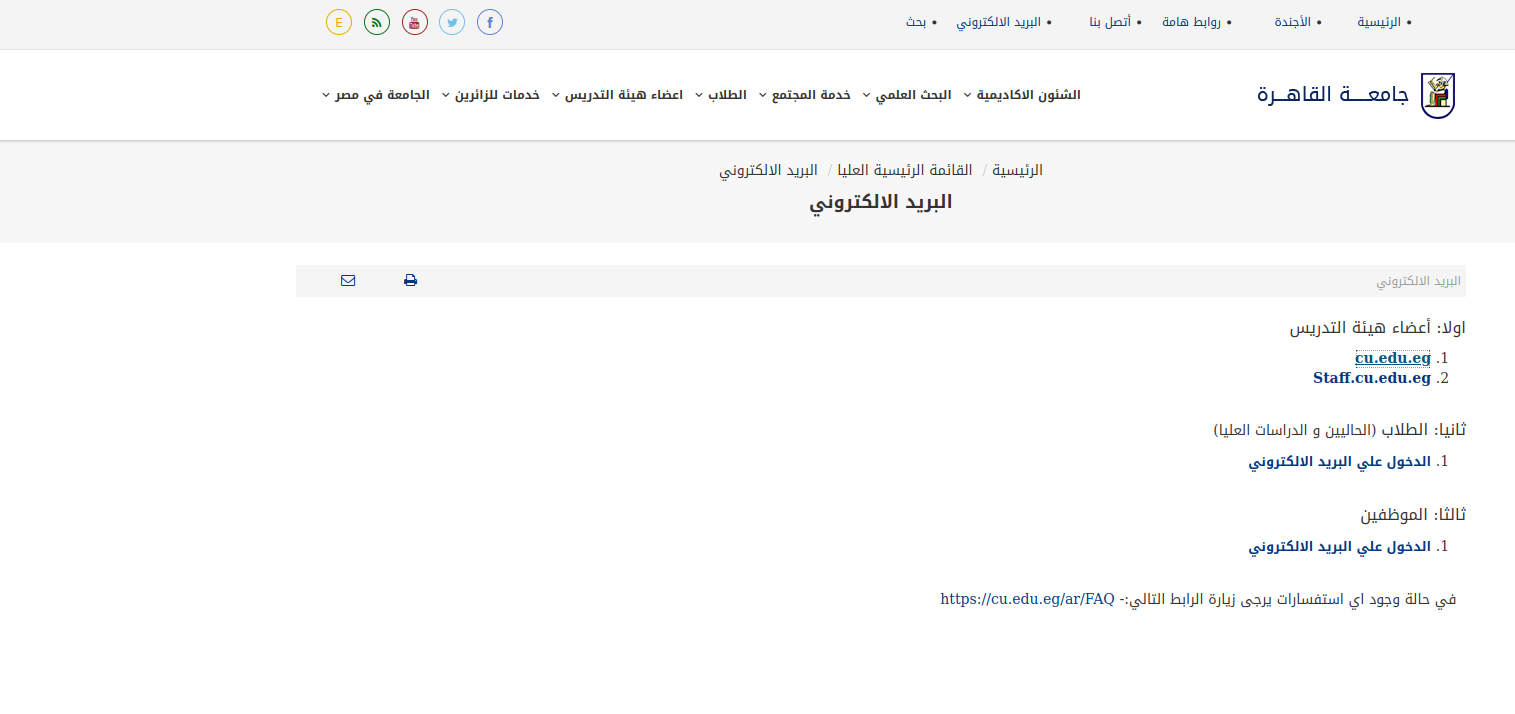 • الرئيسية • الأجندة • روابط هامة • أتصل بنا • البريد الالكتروني • بحث
f You Tube E
جامعـــة القاهـرة
الشئون الاكاديمية البحث العلمي خدمة المجتمع الطلاب اعضاء هيئة التدريس خدمات للزائرين الجامعة في مصر
الرئيسية / القائمة الرئيسية العليا / البريد الالكتروني
البريد الالكتروني
البريد الالكتروني
اولا: أعضاء هيئة التدريس
1. cu.edu.eg
2. Staff.cu.edu.eg
ثانيا: الطلاب (الحاليين و الدراسات العليا)
1. الدخول علي البريد الالكتروني
ثالثا: الموظفين
1. الدخول علي البريد الالكتروني
في حالة وجود اي استفسارات يرجى زيارة الرابط التالي:- https://cu.edu.eg/ar/FAQ